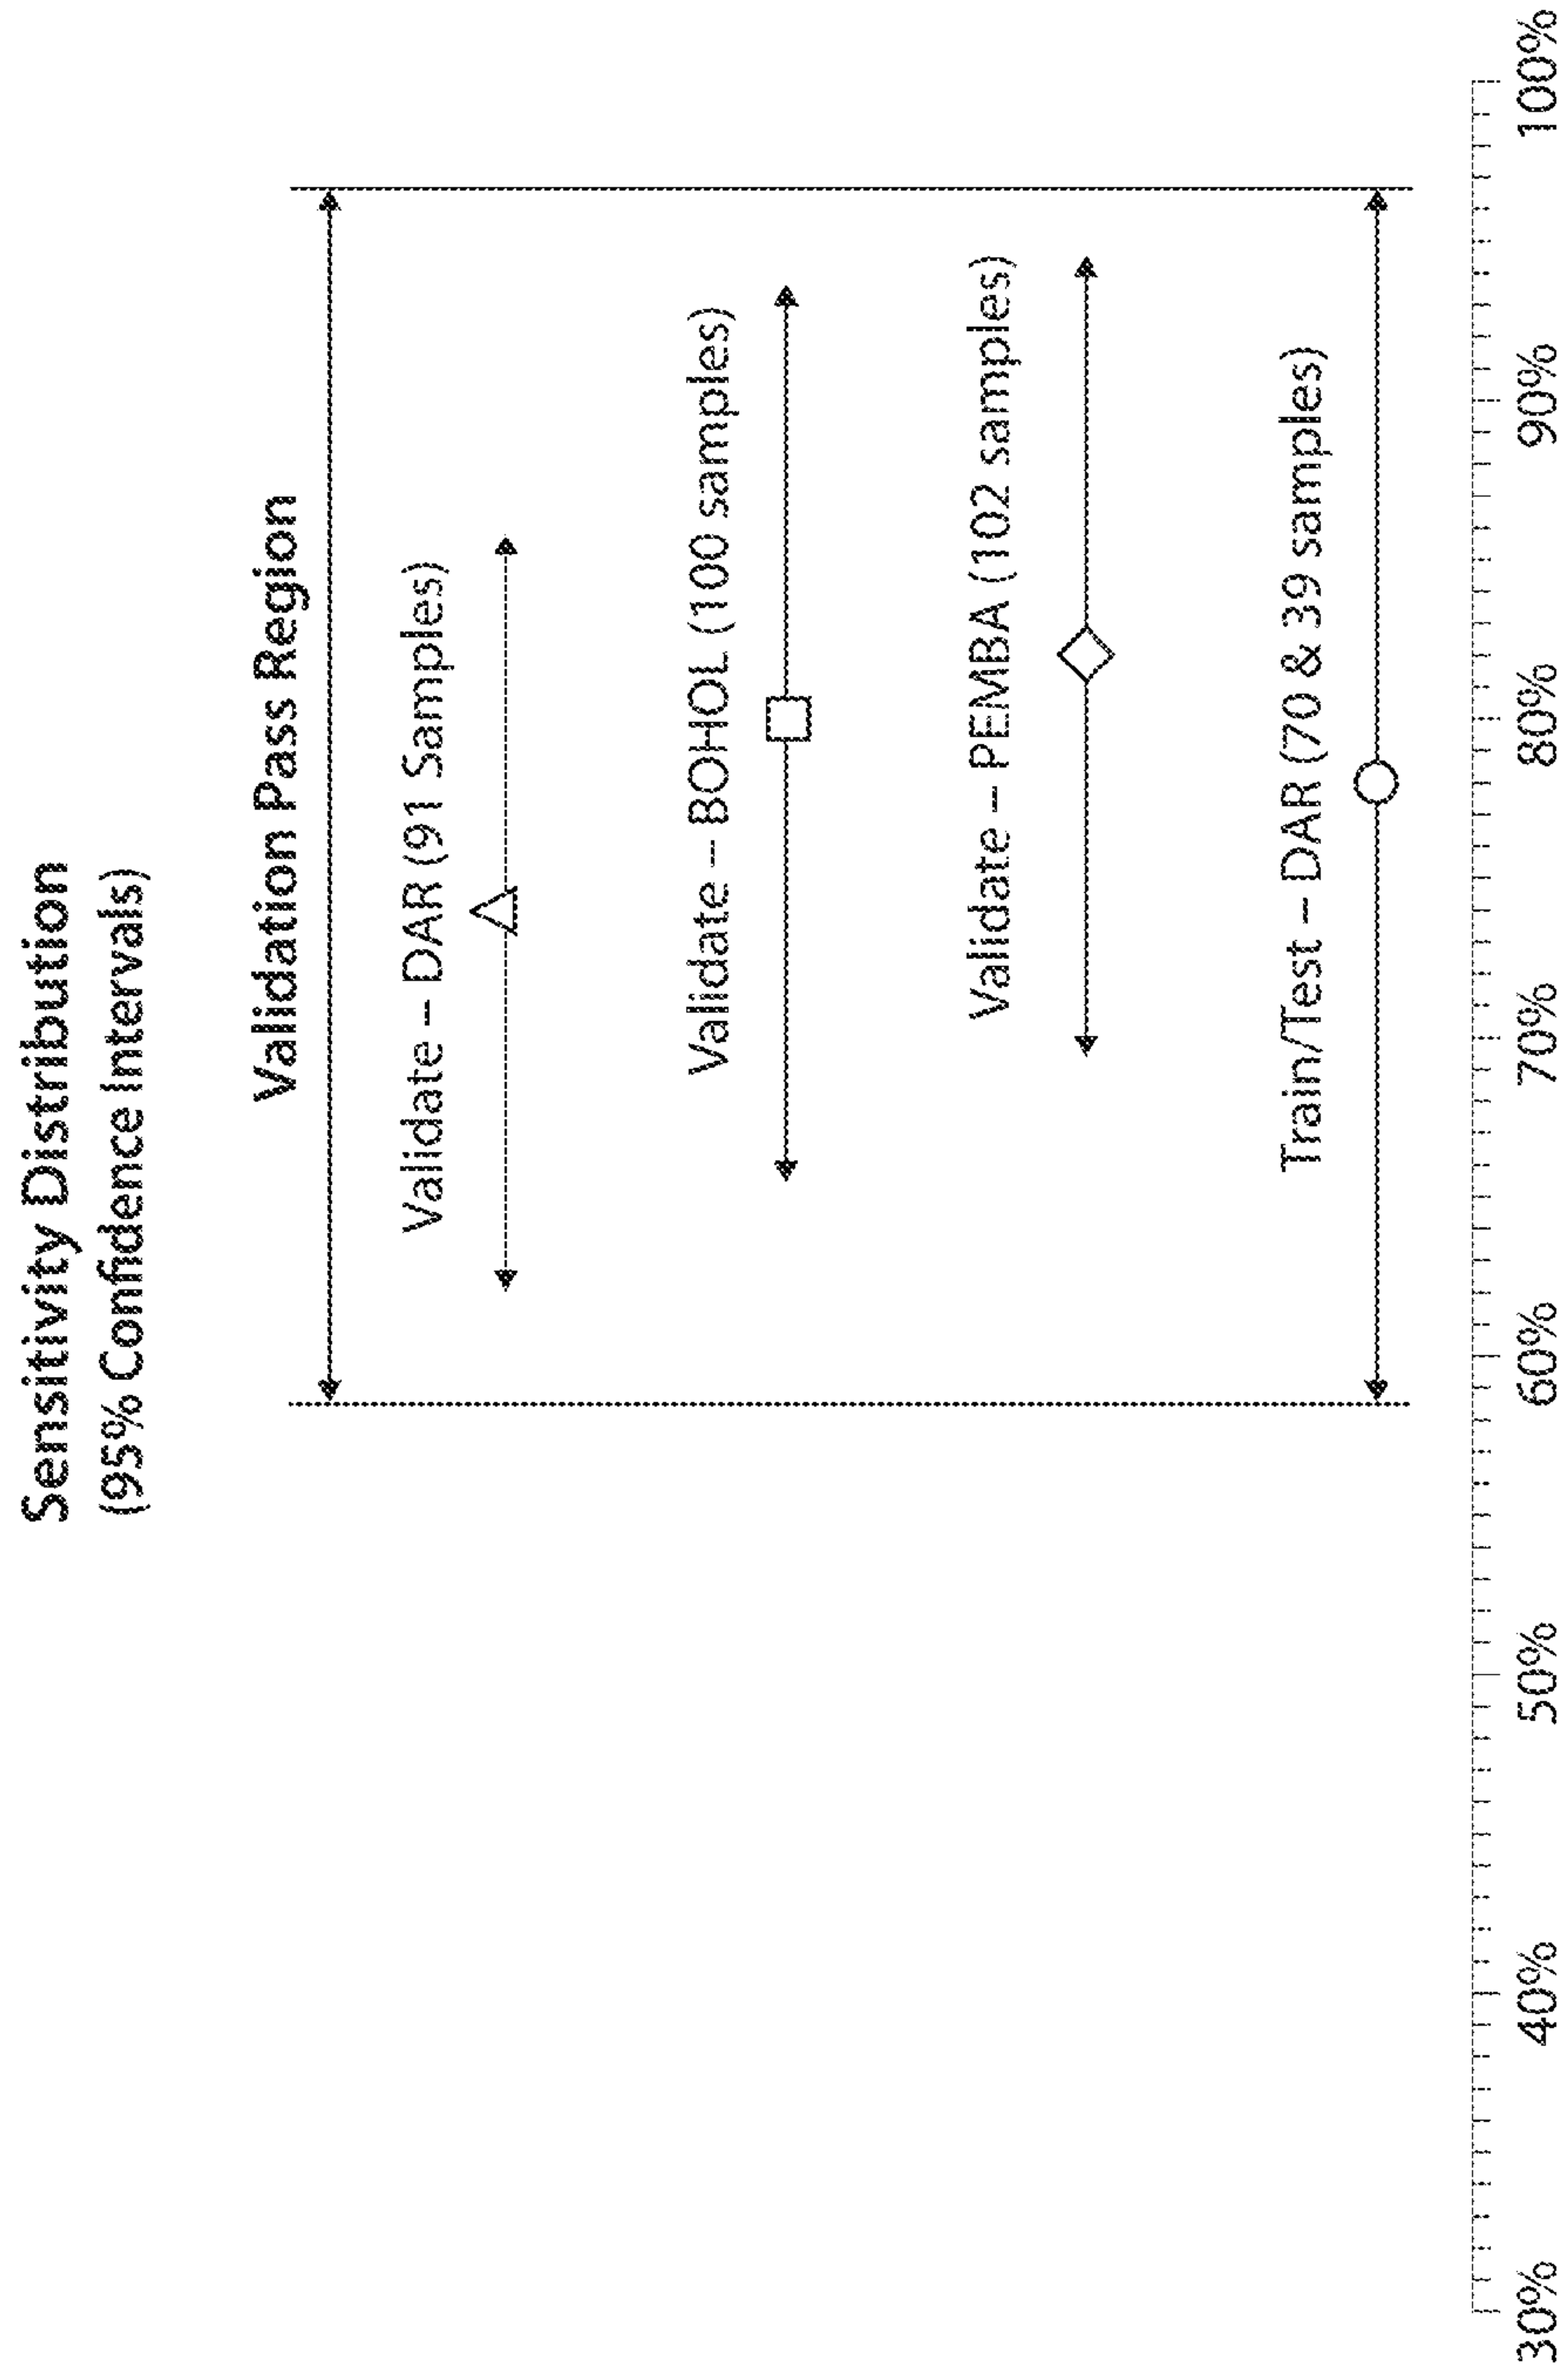 Sensitivity Distribution
(95% Confidence Intervals)
Validation Pass Region
Validate – DAR (91 Samples)
Validate – BOHOL (100 samples)
Validate – PEMBA (102 samples)
Train/Test – DAR (70 & 39 samples)
30% 40% 50% 60% 70% 80% 90% 100%